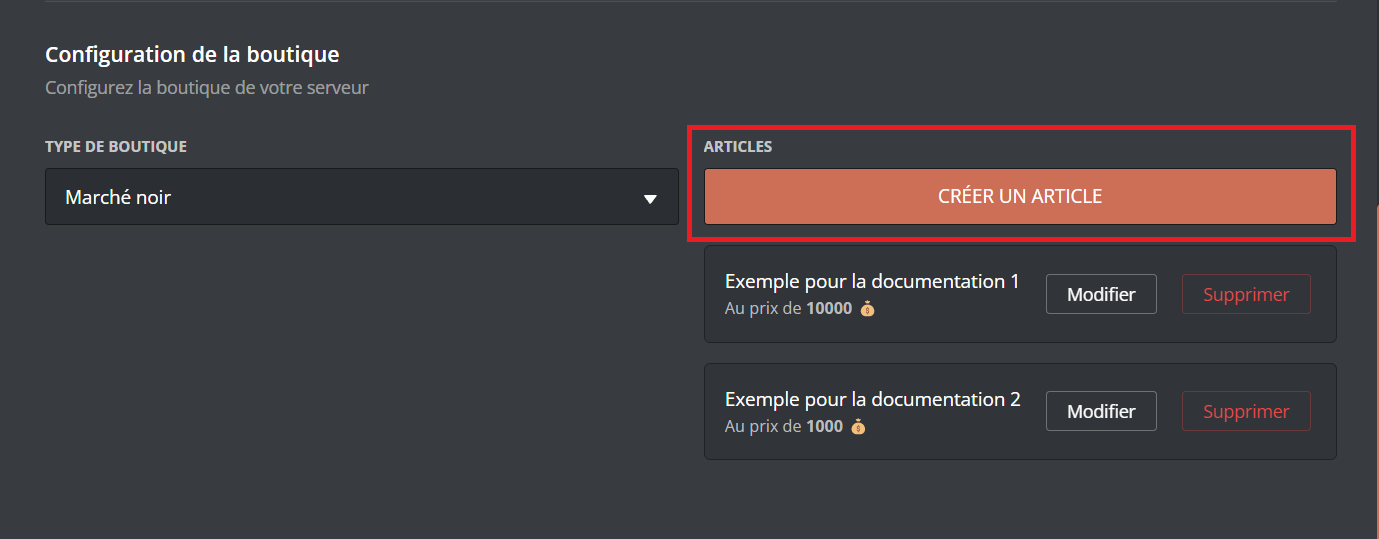 Configuration de la boutique
Configurez la boutique de votre serveur
TYPE DE BOUTIQUE
Marché noir
ARTICLES
CRÉER UN ARTICLE
Exemple pour la documentation 1
Au prix de 10000
Modifier
Supprimer
Exemple pour la documentation 2
Au prix de 1000
Modifier
Supprimer